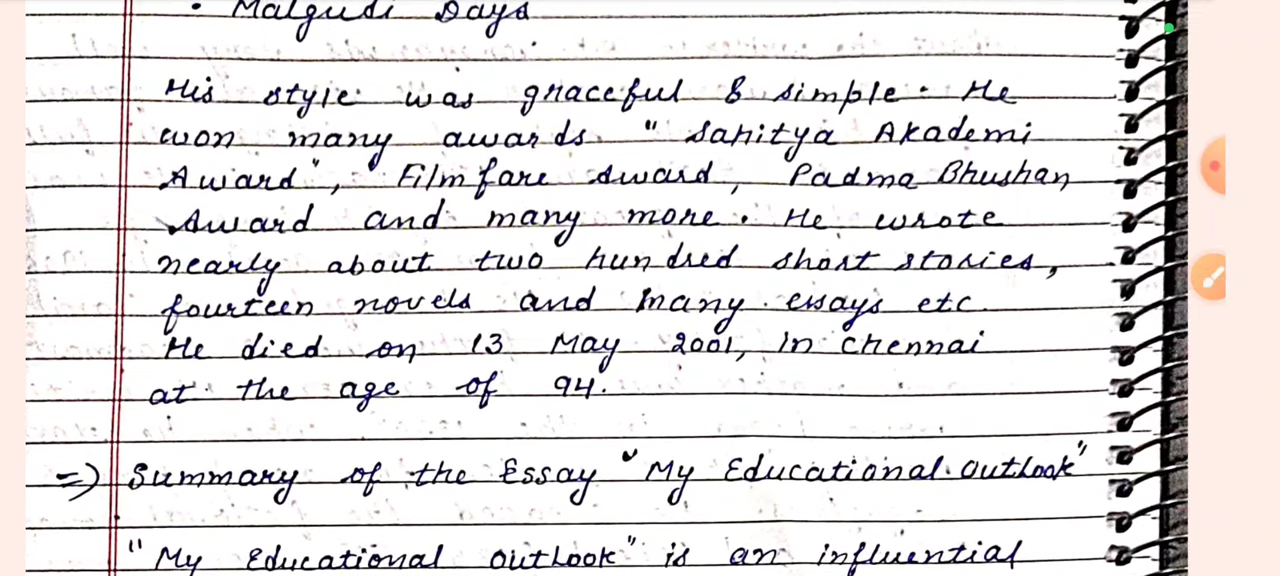 • Malgudi Days
His style was graceful & simple. He
won many awards. "Sahitya Akademi
Award", Filmfare Award, Padma Bhushan
Award and many more. He wrote
nearly about two hundred short stories,
fourteen novels and many essays etc.
He died on 13 May 2001, in Chennai
at the age of 94.
=> Summary of the Essay "My Educational Outlook"
"My Educational Outlook" is an influential